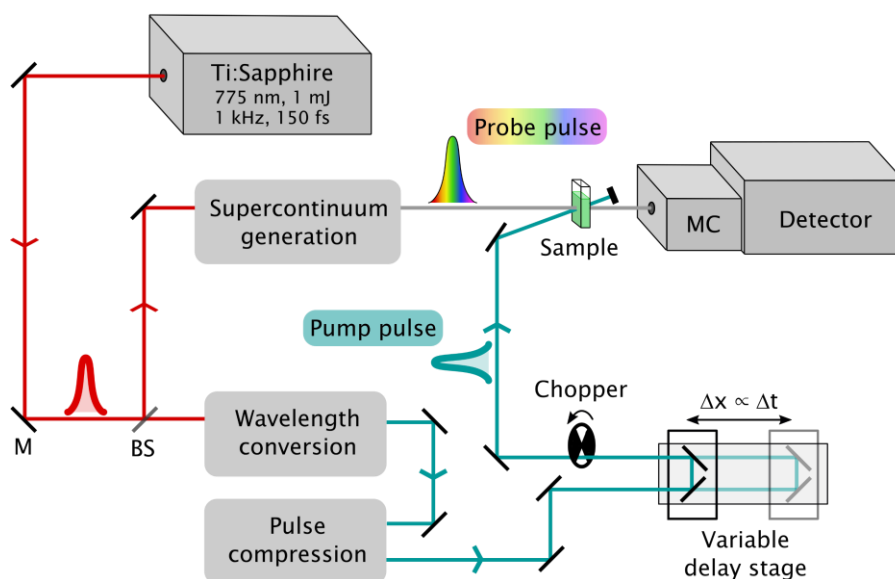 Ti:Sapphire
775 nm, 1 mJ
1 kHz, 150 fs
Probe pulse
Supercontinuum
generation
Sample
MC
Detector
Pump pulse
Chopper
Δx ∝ Δt
M
BS
Wavelength
conversion
Pulse
compression
Variable
delay stage